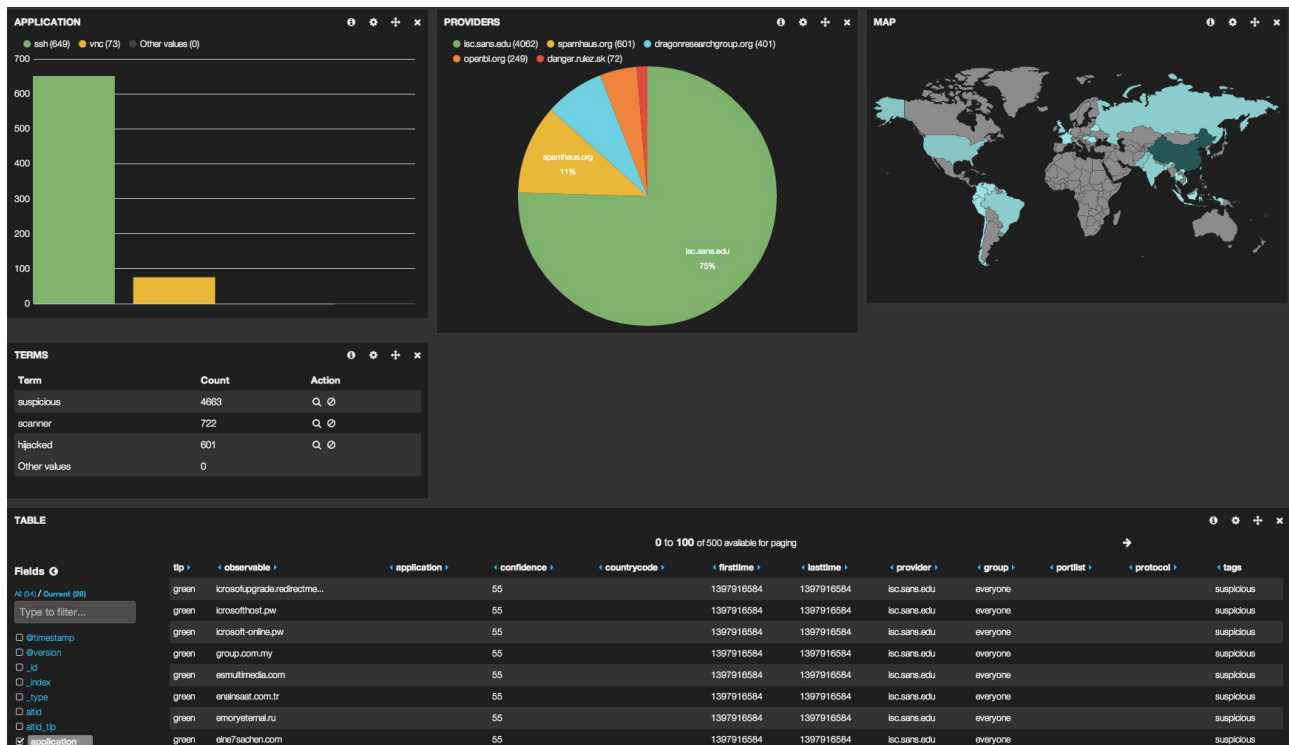 APPLICATION
ssh (649) vnc (73) Other values (0)
700
600
500
400
300
200
100
0
PROVIDERS
isc.sans.edu (4062) spamhaus.org (601) dragonresearchgroup.org (401)
openbl.org (249) danger.rulez.sk (72)
spamhaus.org
11%
isc.sans.edu
75%
MAP
TERMS
Term Count Action
suspicious 4663
scanner 722
hijacked 601
Other values 0
TABLE
0 to 100 of 500 available for paging
Fields
All (34) / Current (28)
Type to filter...
@timestamp
@version
_id
_index
_type
altid
altid_tlp
application
tlp observable application confidence countrycode firsttime lasttime provider group portlist protocol tags
green icrosofupgrade.redirectme... 55 1397916584 1397916584 isc.sans.edu everyone suspicious
green icrosofthost.pw 55 1397916584 1397916584 isc.sans.edu everyone suspicious
green icrosoft-online.pw 55 1397916584 1397916584 isc.sans.edu everyone suspicious
green group.com.my 55 1397916584 1397916584 isc.sans.edu everyone suspicious
green esmultimedia.com 55 1397916584 1397916584 isc.sans.edu everyone suspicious
green enainsaat.com.tr 55 1397916584 1397916584 isc.sans.edu everyone suspicious
green emoryeternal.ru 55 1397916584 1397916584 isc.sans.edu everyone suspicious
green eine7sachen.com 55 1397916584 1397916584 isc.sans.edu everyone suspicious